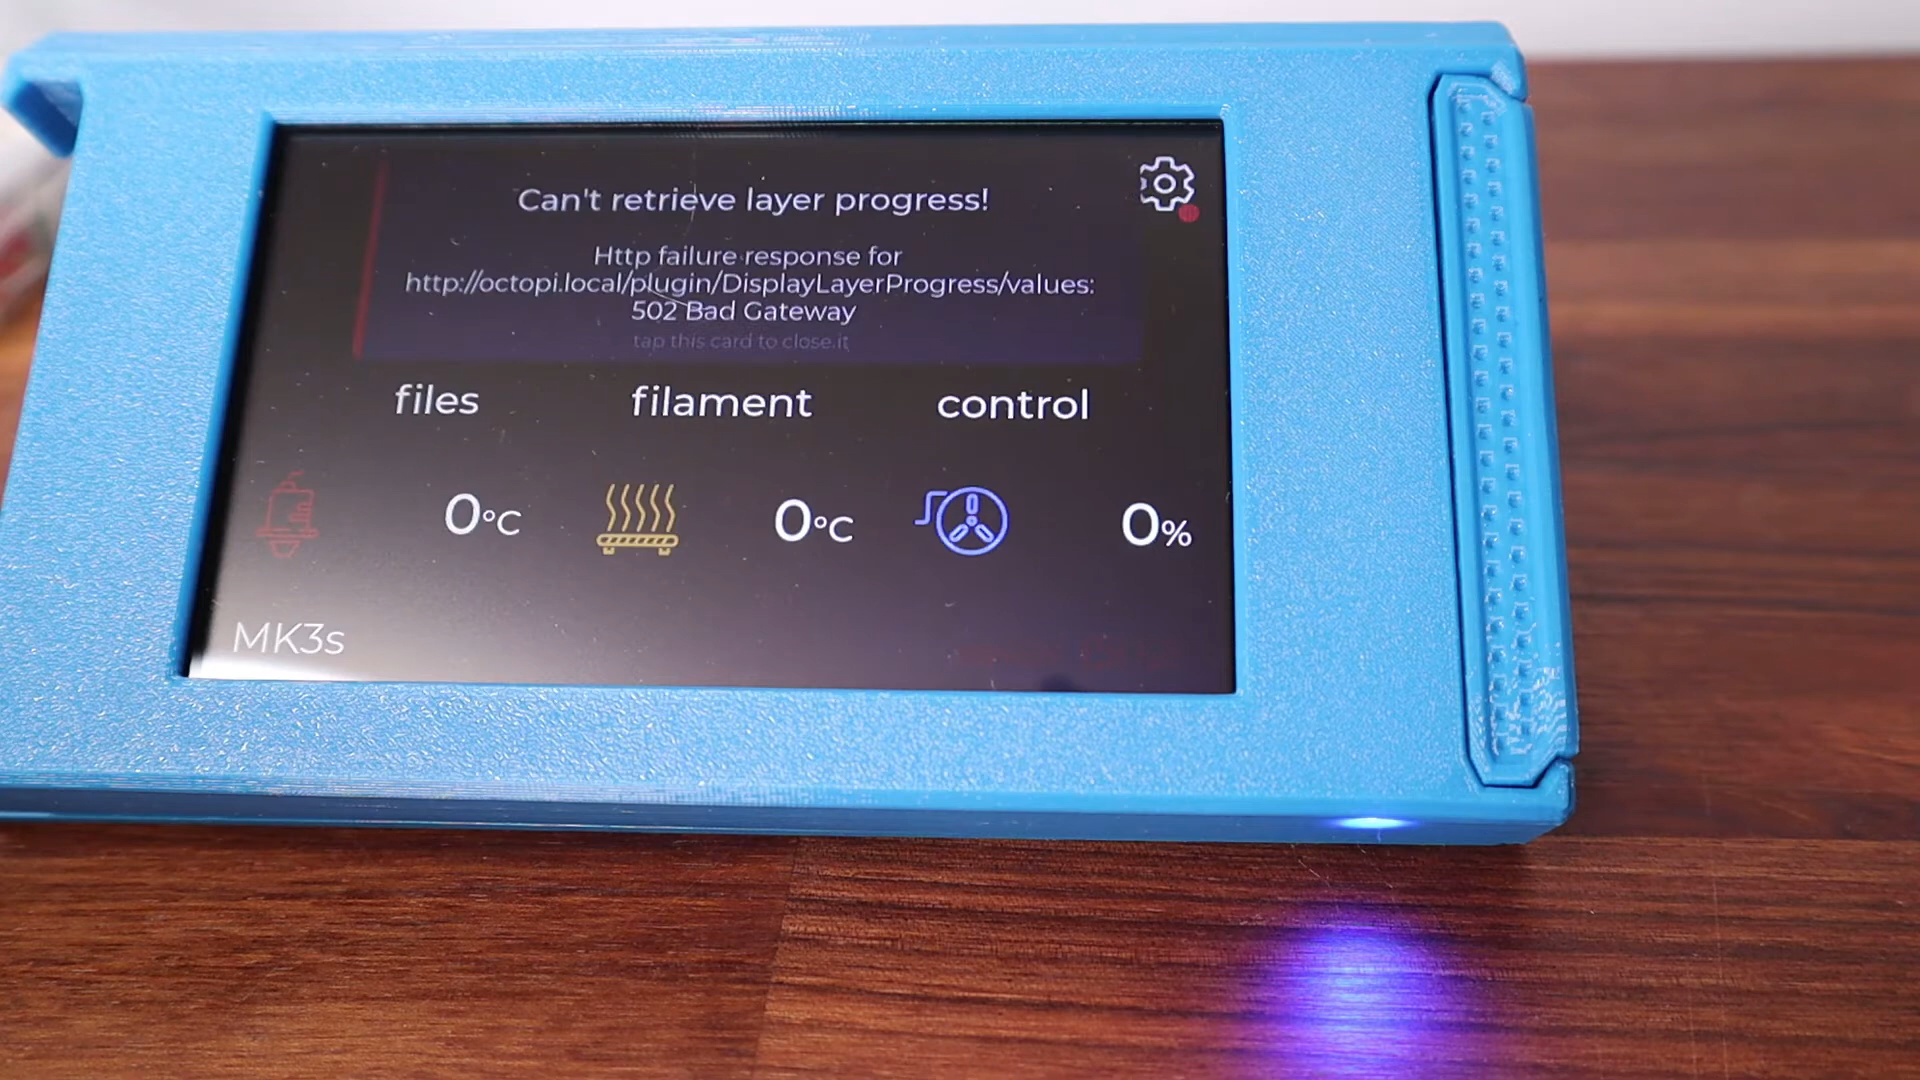 Can't retrieve layer progress!
Http failure response for
http://octopi.local/plugin/DisplayLayerProgress/values:
502 Bad Gateway
tap this card to close it
files filament control
0°C 0°C 0%
MK3s